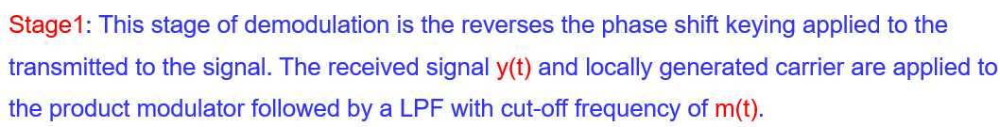 Stage1: This stage of demodulation is the reverses the phase shift keying applied to the
transmitted to the signal. The received signal y(t) and locally generated carrier are applied to
the product modulator followed by a LPF with cut-off frequency of m(t).